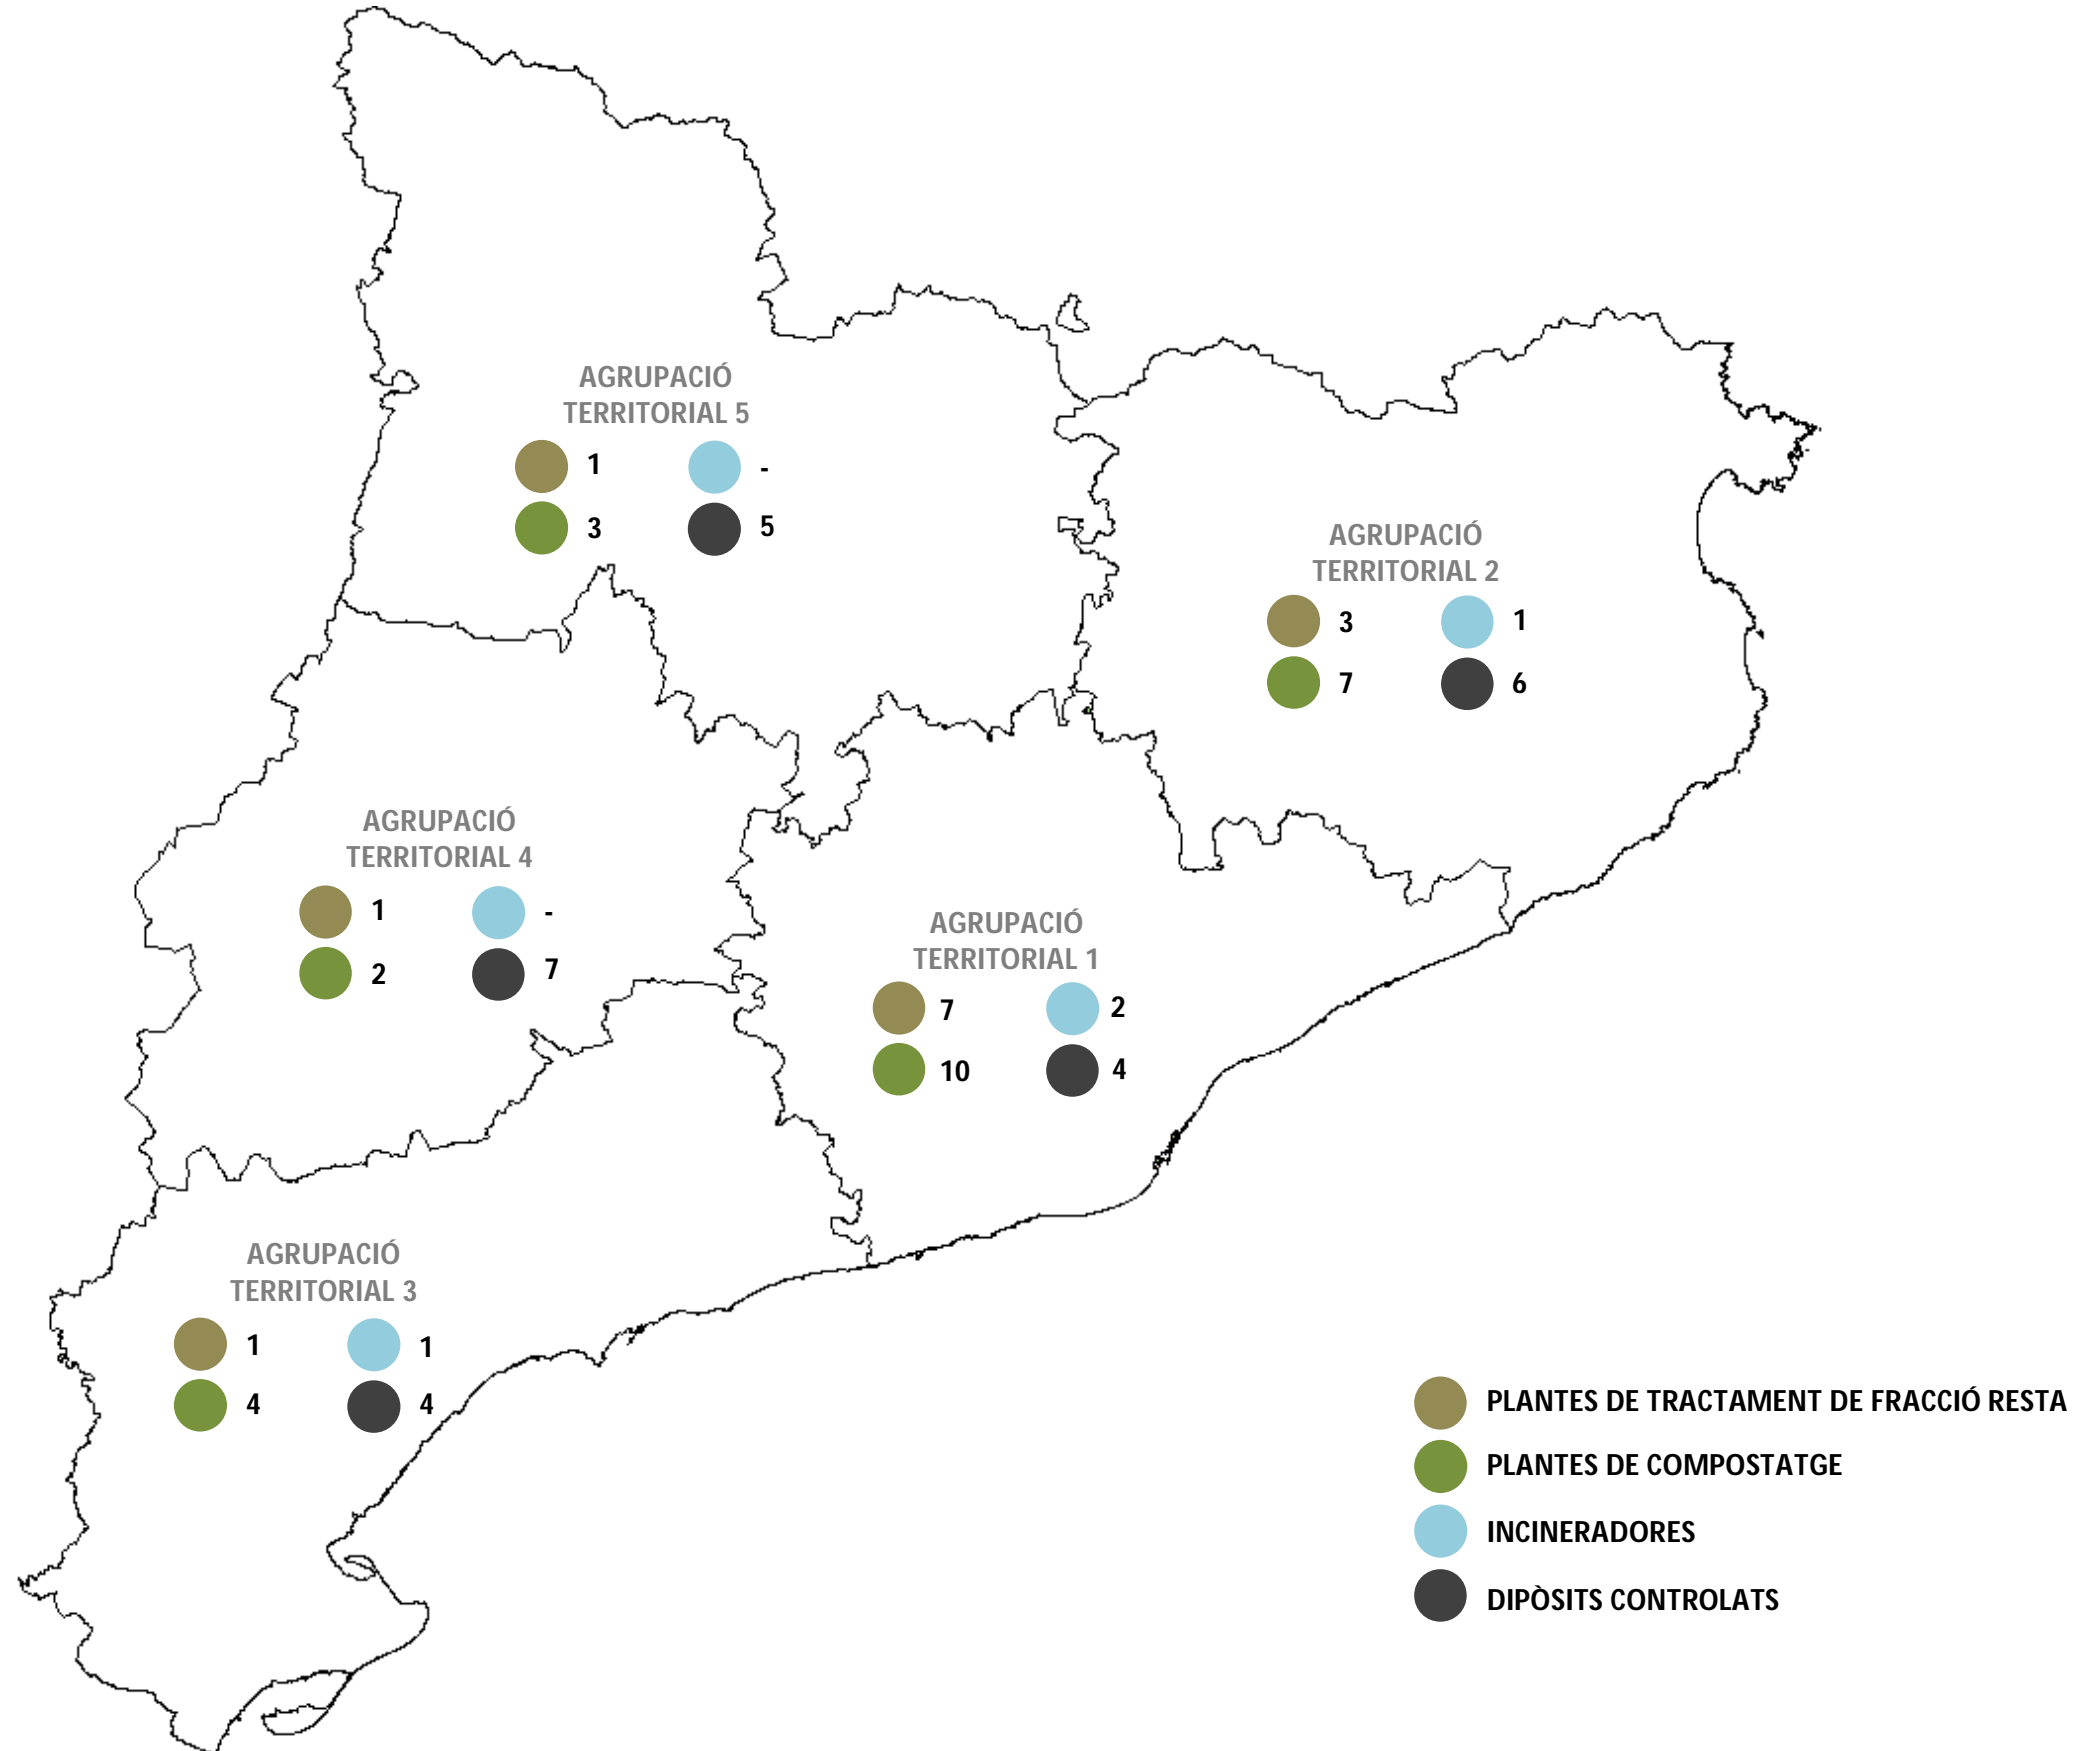 AGRUPACIÓ
TERRITORIAL 5
1 -
3 5
AGRUPACIÓ
TERRITORIAL 2
3 1
7 6
AGRUPACIÓ
TERRITORIAL 4
1 -
2 7
AGRUPACIÓ
TERRITORIAL 1
7 2
10 4
AGRUPACIÓ
TERRITORIAL 3
1 1
4 4
PLANTES DE TRACTAMENT DE FRACCIÓ RESTA
PLANTES DE COMPOSTATGE
INCINERADORES
DIPÒSITS CONTROLATS